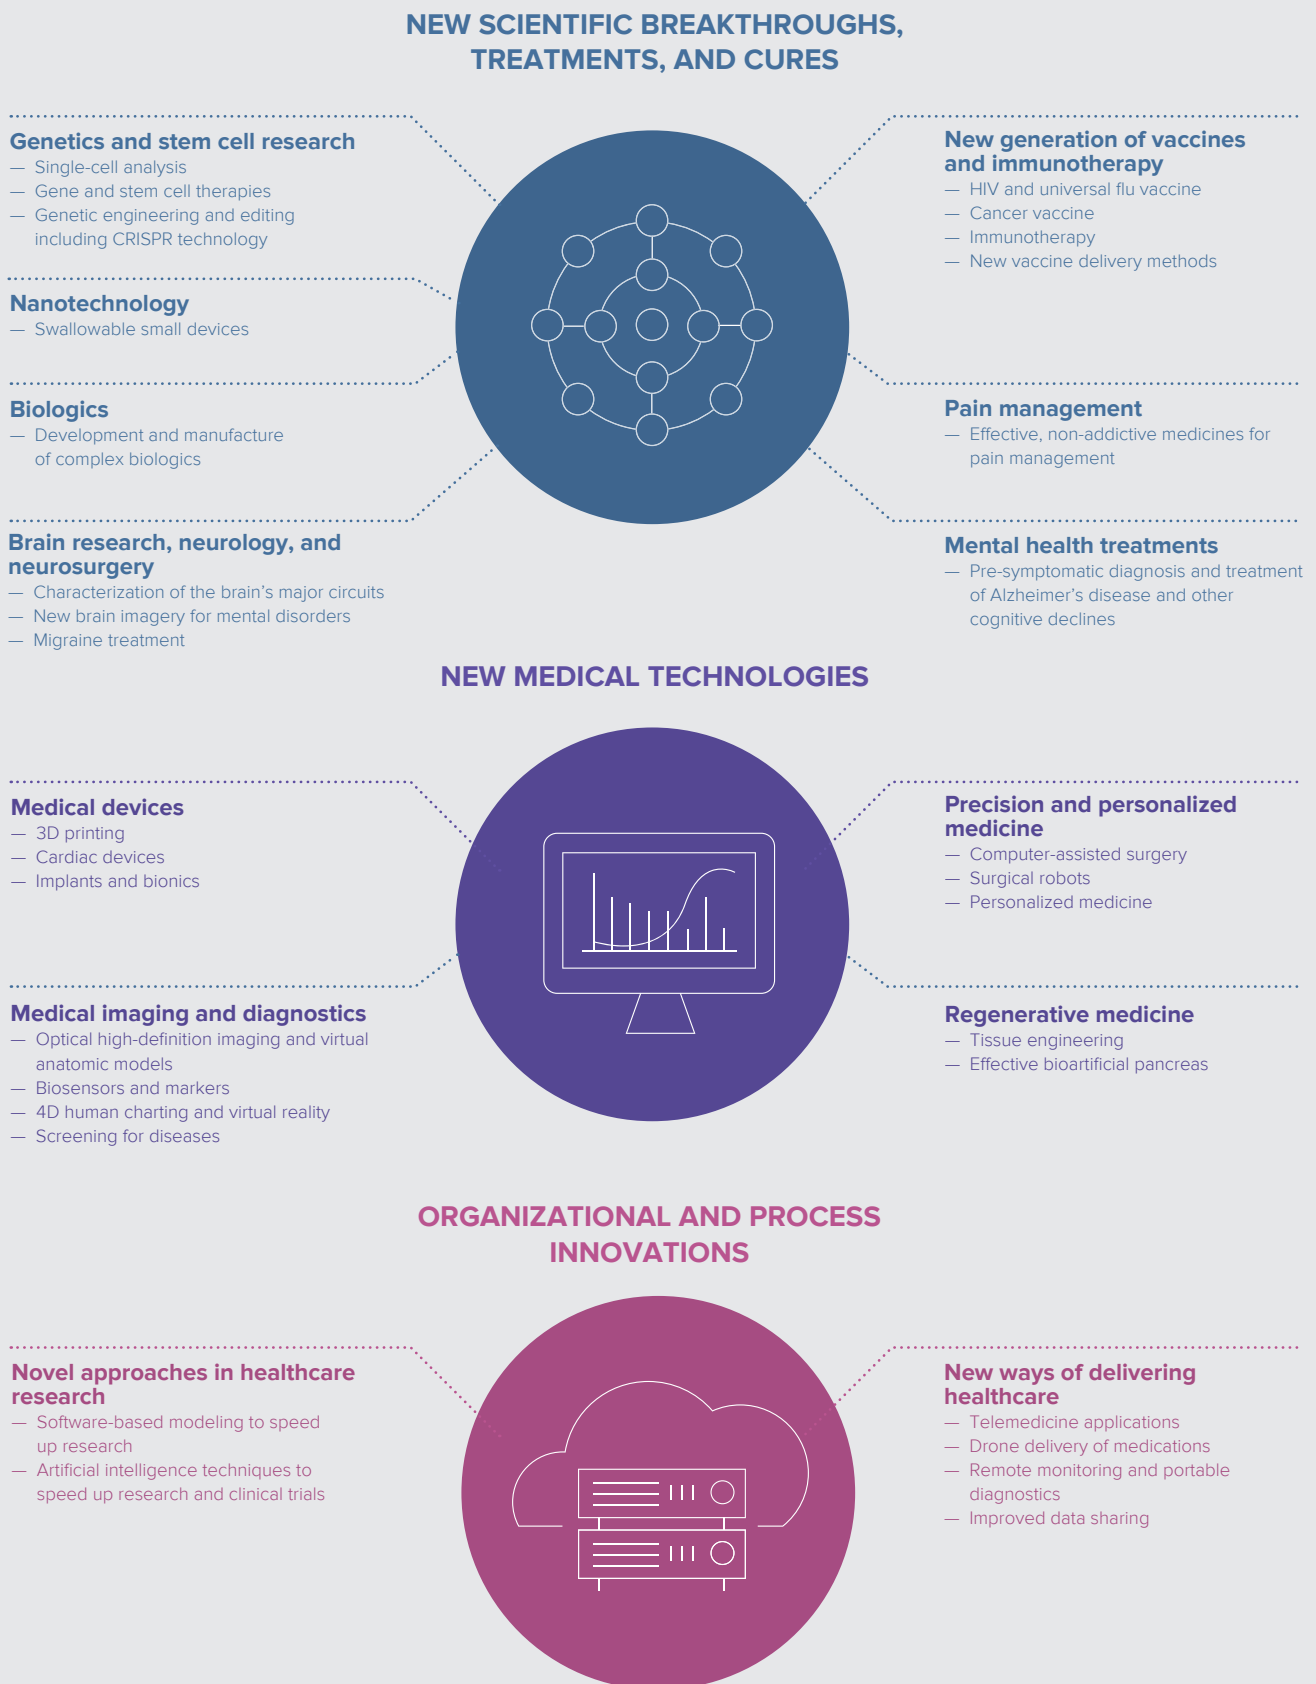 NEW SCIENTIFIC BREAKTHROUGHS,
TREATMENTS, AND CURES
Genetics and stem cell research
— Single-cell analysis
— Gene and stem cell therapies
— Genetic engineering and editing
including CRISPR technology
Nanotechnology
— Swallowable small devices
Biologics
— Development and manufacture
of complex biologics
Brain research, neurology, and
neurosurgery
— Characterization of the brain’s major circuits
— New brain imagery for mental disorders
— Migraine treatment
New generation of vaccines
and immunotherapy
— HIV and universal flu vaccine
— Cancer vaccine
— Immunotherapy
— New vaccine delivery methods
Pain management
— Effective, non-addictive medicines for
pain management
Mental health treatments
— Pre-symptomatic diagnosis and treatment
of Alzheimer’s disease and other
cognitive declines
NEW MEDICAL TECHNOLOGIES
Medical devices
— 3D printing
— Cardiac devices
— Implants and bionics
Medical imaging and diagnostics
— Optical high-definition imaging and virtual
anatomic models
— Biosensors and markers
— 4D human charting and virtual reality
— Screening for diseases
Precision and personalized
medicine
— Computer-assisted surgery
— Surgical robots
— Personalized medicine
Regenerative medicine
— Tissue engineering
— Effective bioartificial pancreas
ORGANIZATIONAL AND PROCESS
INNOVATIONS
Novel approaches in healthcare
research
— Software-based modeling to speed
up research
— Artificial intelligence techniques to
speed up research and clinical trials
New ways of delivering
healthcare
— Telemedicine applications
— Drone delivery of medications
— Remote monitoring and portable
diagnostics
— Improved data sharing